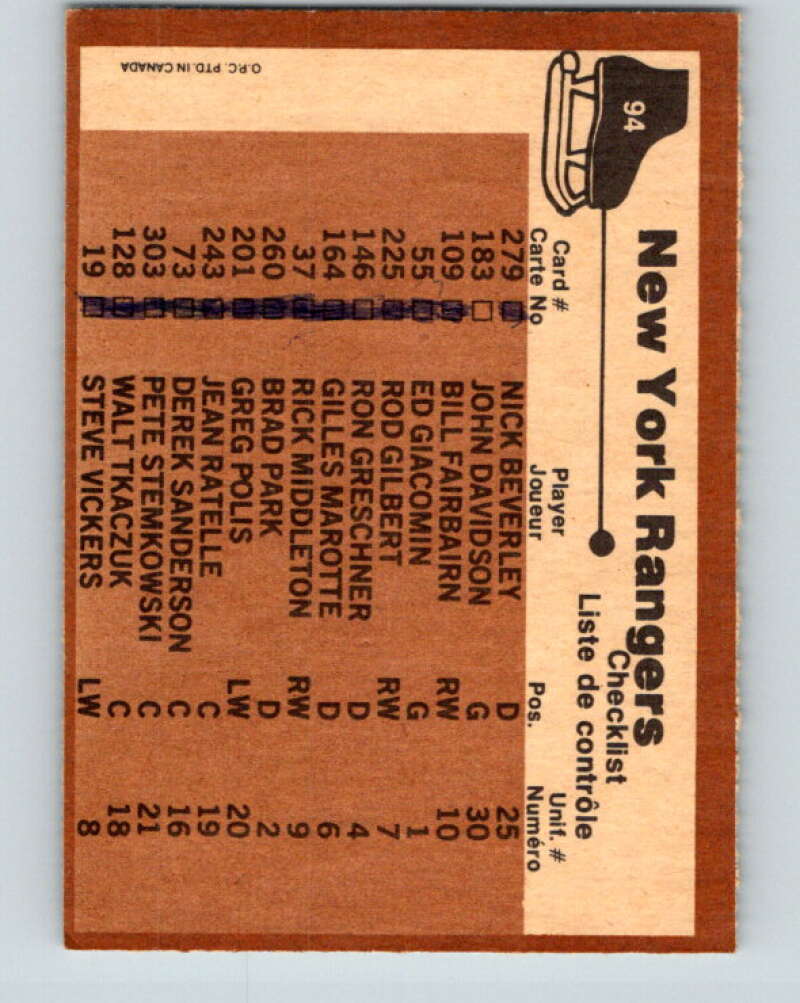 94
New York Rangers
Checklist
Liste de contrôle
Card # Player Unif. #
Carte No Joueur Pos. Numéro
279 NICK BEVERLEY D 25
183 JOHN DAVIDSON G 30
109 BILL FAIRBAIRN RW 10
55 ED GIACOMIN G 1
225 ROD GILBERT RW 7
146 RON GRESCHNER D 4
164 GILLES MAROTTE D 6
37 RICK MIDDLETON RW 9
260 BRAD PARK D 2
201 GREG POLIS LW 20
243 JEAN RATELLE C 19
73 DEREK SANDERSON C 16
303 PETE STEMKOWSKI C 21
128 WALT TKACZUK C 18
19 STEVE VICKERS LW 8
O.P.C. PTD. IN CANADA